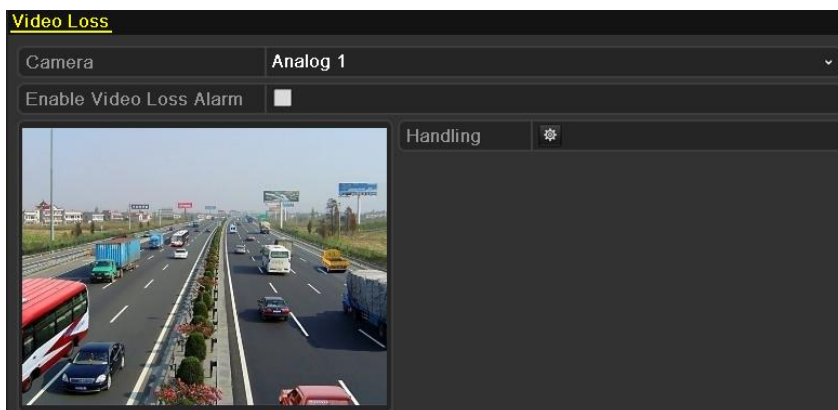 Video Loss
Camera
Analog 1
Enable Video Loss Alarm
Handling